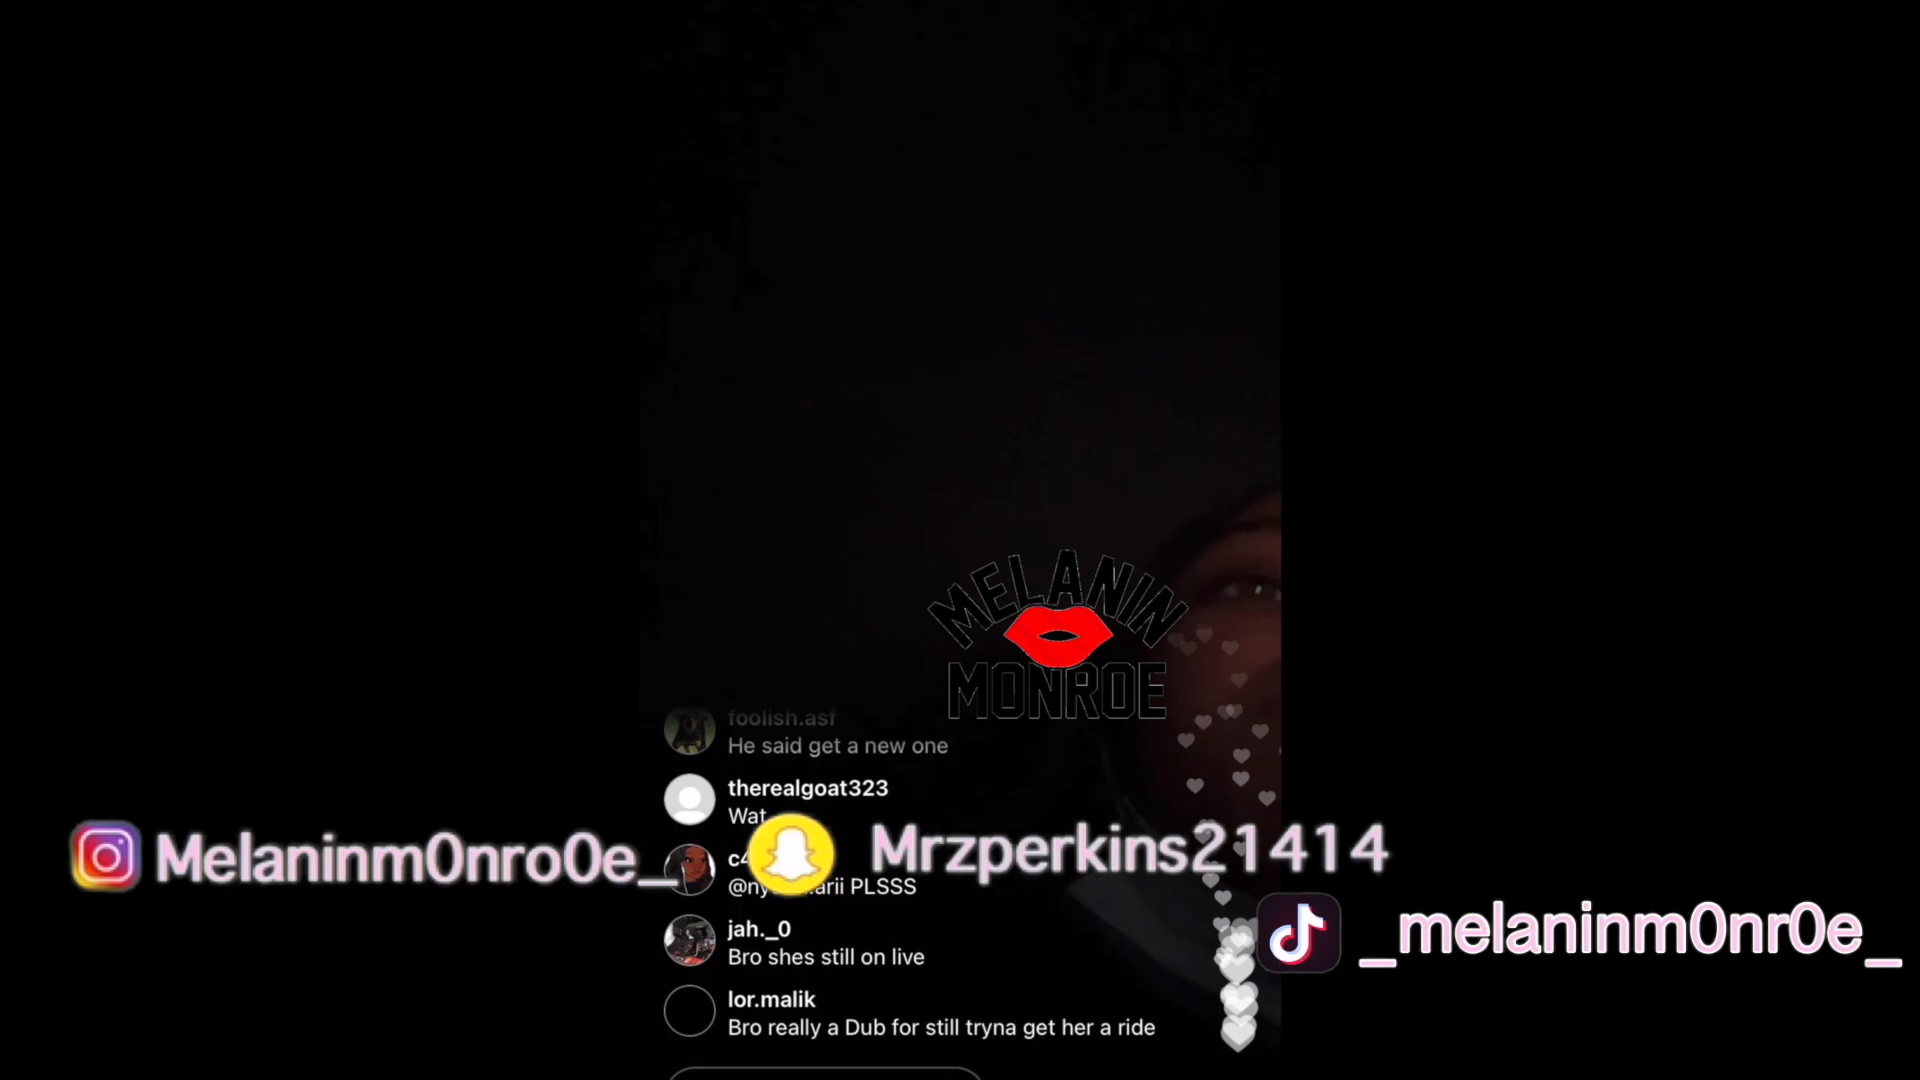 MELANIN
MONROE
foolish.asf
He said get a new one
therealgoat323
Wat
PLSSS
jah._0
Bro shes still on live
lor.malik
Bro really a Dub for still tryna get her a ride
Melaninm0nro0e_
Mrzperkins21414
_melaninm0nr0e_